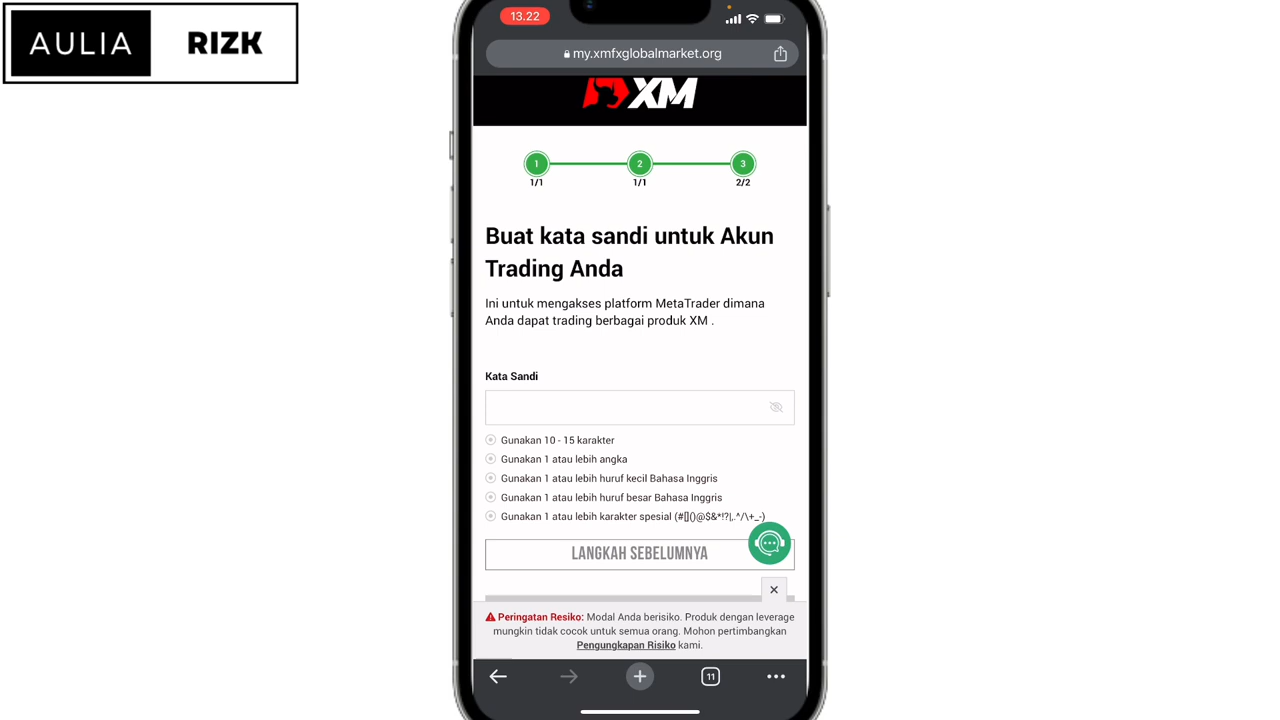 AULIA RIZK
13.22
my.xmfxglobalmarket.org
XM
1 2 3
1/1 1/1 2/2
Buat kata sandi untuk Akun
Trading Anda
Ini untuk mengakses platform MetaTrader dimana
Anda dapat trading berbagai produk XM .
Kata Sandi
Gunakan 10 - 15 karakter
Gunakan 1 atau lebih angka
Gunakan 1 atau lebih huruf kecil Bahasa Inggris
Gunakan 1 atau lebih huruf besar Bahasa Inggris
Gunakan 1 atau lebih karakter spesial (#[]()@$&*!?|,.^/\+_-)
LANGKAH SEBELUMNYA
Peringatan Resiko: Modal Anda berisiko. Produk dengan leverage
mungkin tidak cocok untuk semua orang. Mohon pertimbangkan
Pengungkapan Risiko kami.
11